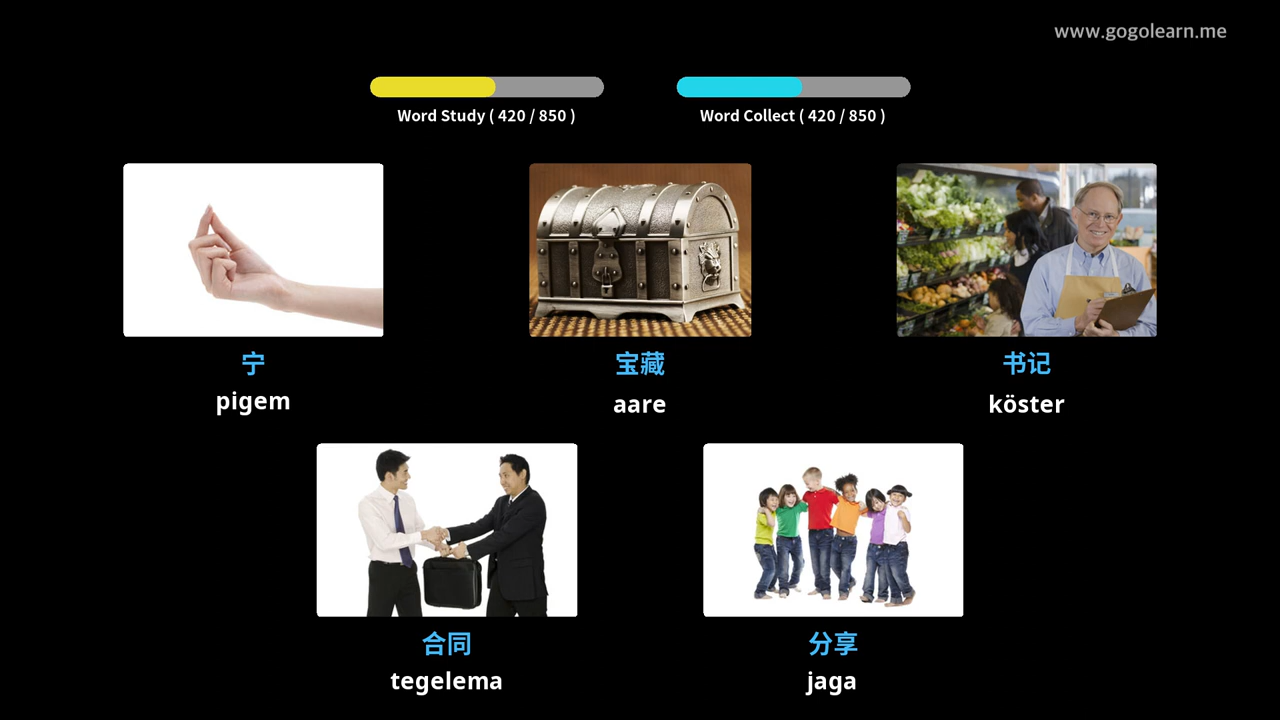 www.gogolearn.me
Word Study ( 420 / 850 )
Word Collect ( 420 / 850 )
宁
pigem
宝藏
aare
书记
köster
合同
tegelema
分享
jaga